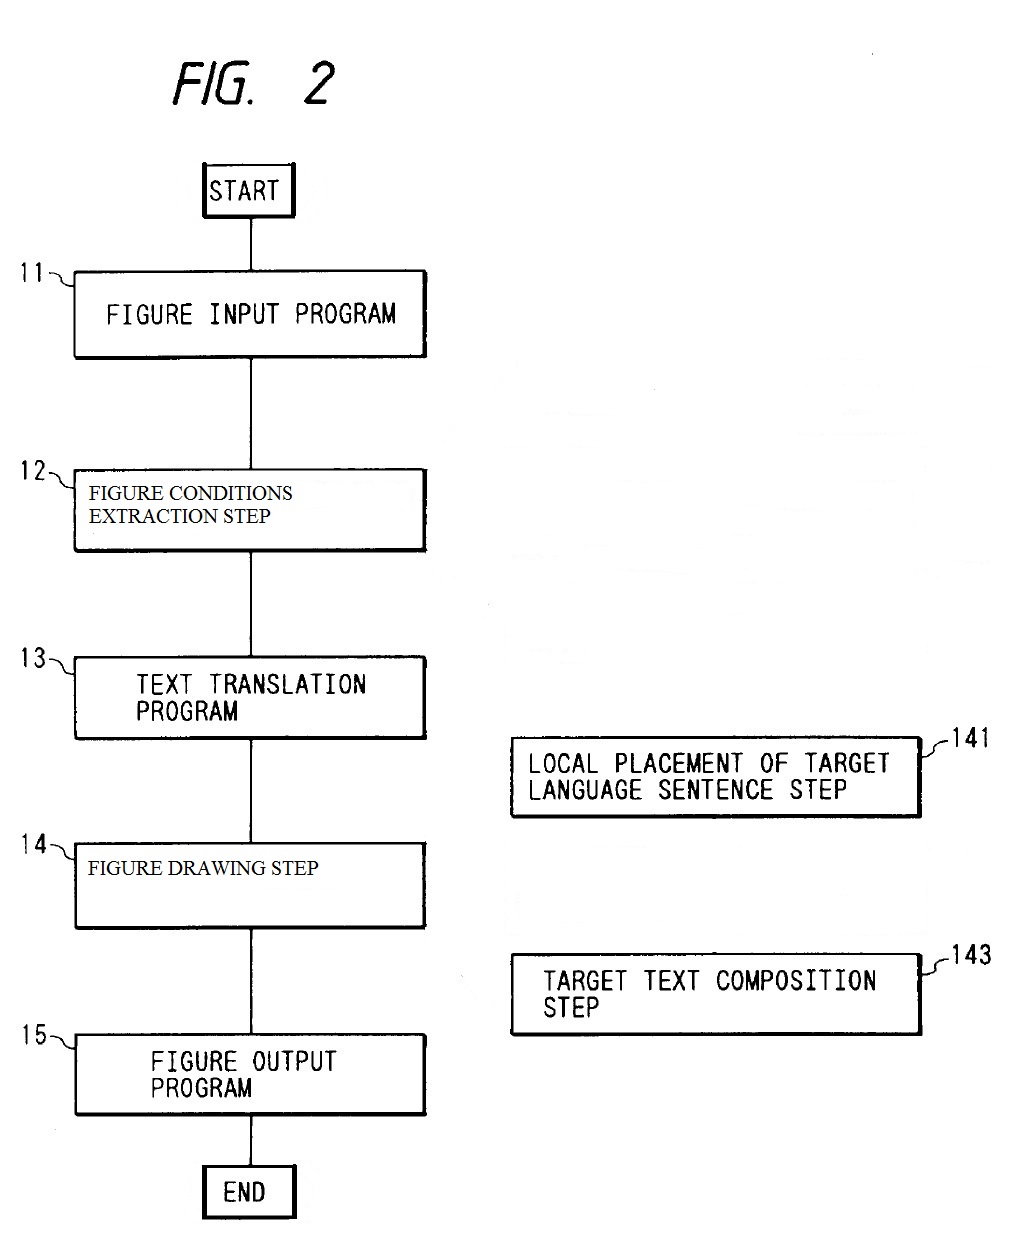 FIG. 2
START
11
FIGURE INPUT PROGRAM
12
FIGURE CONDITIONS
EXTRACTION STEP
13
TEXT TRANSLATION
PROGRAM
141
LOCAL PLACEMENT OF TARGET
LANGUAGE SENTENCE STEP
14
FIGURE DRAWING STEP
143
TARGET TEXT COMPOSITION
STEP
15
FIGURE OUTPUT
PROGRAM
END